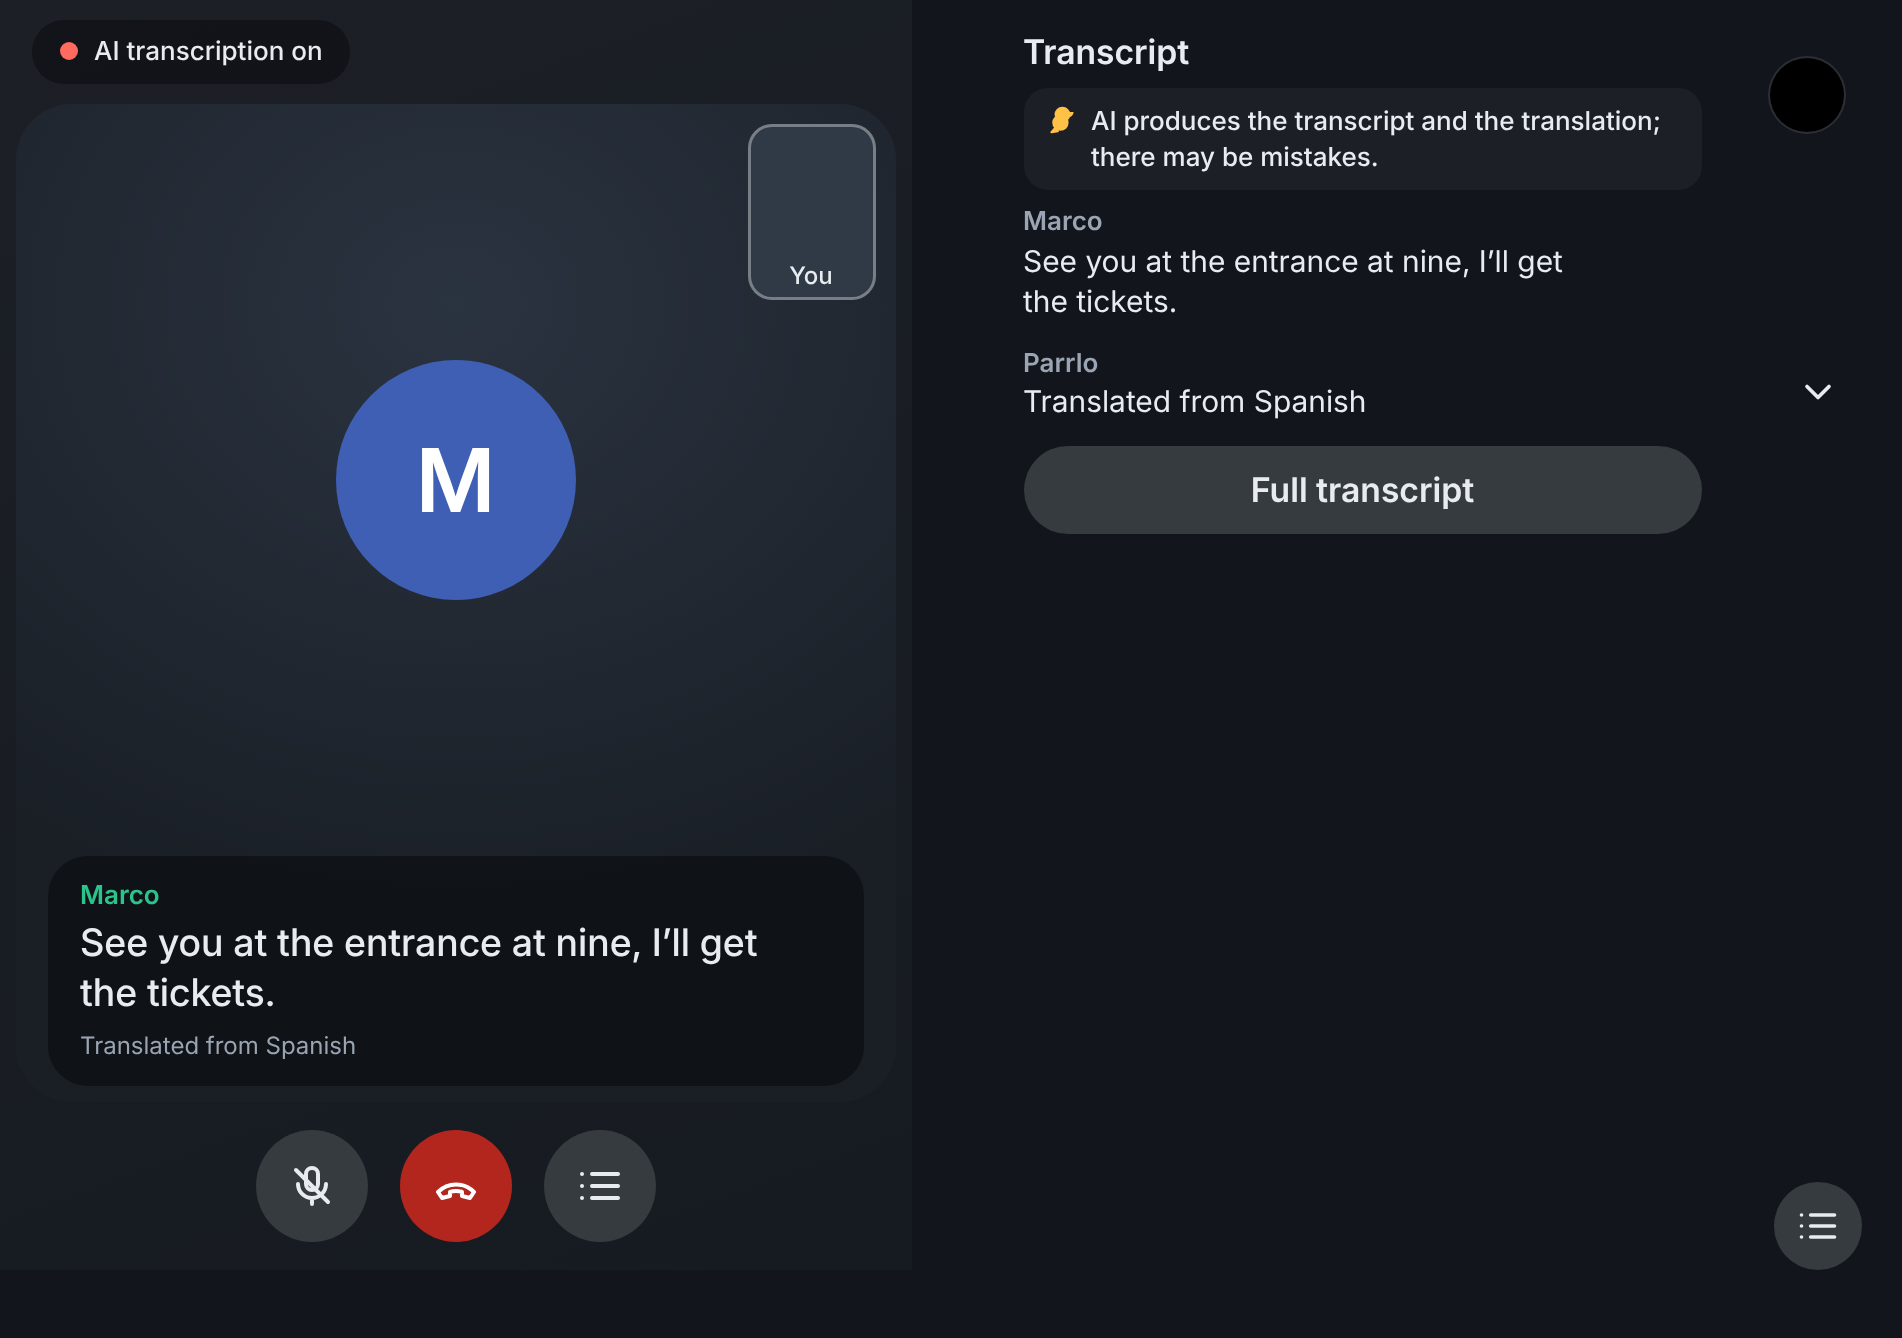 AI transcription on
You
M
Marco
See you at the entrance at nine, I’ll get
the tickets.
Translated from Spanish
Transcript
AI produces the transcript and the translation;
there may be mistakes.
Marco
See you at the entrance at nine, I’ll get
the tickets.
Parrlo
Translated from Spanish
Full transcript